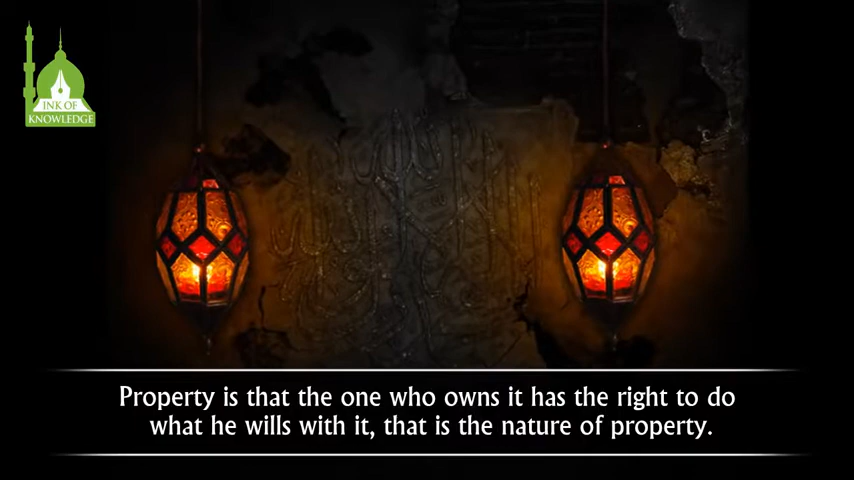 INK OF
KNOWLEDGE
Property is that the one who owns it has the right to do
what he wills with it, that is the nature of property.